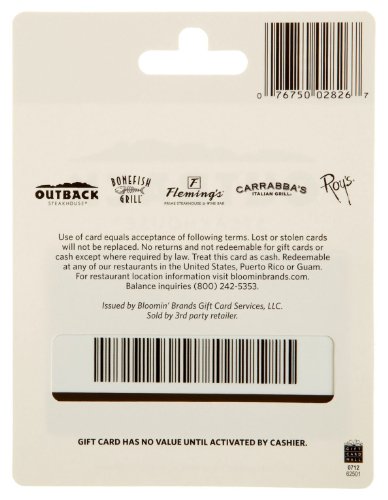 0 76750 02826 7
OUTBACK
STEAKHOUSE®
BONEFISH
GRILL
F
Fleming's
PRIME STEAKHOUSE & WINE BAR
CARRABBA'S
ITALIAN GRILL®
Roy's
Use of card equals acceptance of following terms. Lost or stolen cards
will not be replaced. No returns and not redeemable for gift cards or
cash except where required by law. Treat this card as cash. Redeemable
at any of our restaurants in the United States, Puerto Rico or Guam.
For restaurant location information visit bloominbrands.com.
Balance inquiries (800) 242-5353.
Issued by Bloomin' Brands Gift Card Services, LLC.
Sold by 3rd party retailer.
GIFT CARD HAS NO VALUE UNTIL ACTIVATED BY CASHIER.
GIFT
CARD
MALL
0712
62501